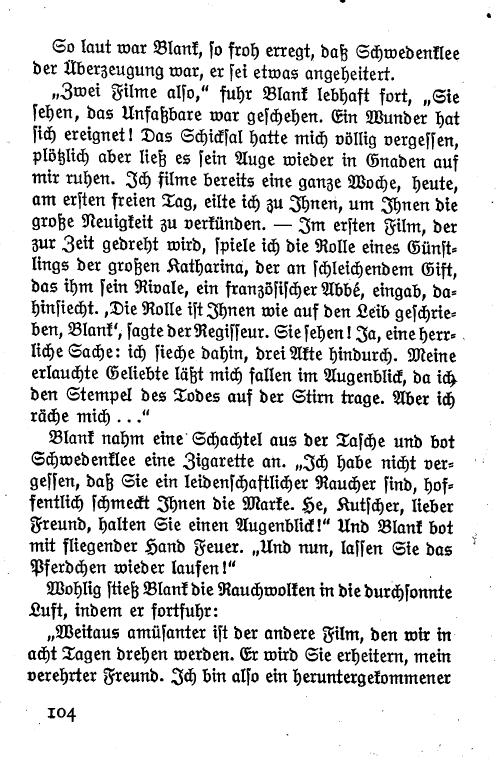 So laut war Blank, so froh erregt, daß Schwedenklee
der Überzeugung war, er sei etwas angeheitert.
„Zwei Filme also,“ fuhr Blank lebhaft fort, „Sie
sehen, das Unfaßbare war geschehen. Ein Wunder hat
sich ereignet! Das Schicksal hatte mich völlig vergessen,
plötzlich aber ließ es sein Auge wieder in Gnaden auf
mir ruhen. Ich filme bereits eine ganze Woche, heute,
am ersten freien Tag, eilte ich zu Ihnen, um Ihnen die
große Neuigkeit zu verkünden. — Im ersten Film, der
zur Zeit gedreht wird, spiele ich die Rolle eines Günst-
lings der großen Katharina, der an schleichendem Gift,
das ihm sein Rivale, ein französischer Abbé, eingab, da-
hinsiecht. ‚Die Rolle ist Ihnen wie auf den Leib geschrie-
ben, Blank‘, sagte der Regisseur. Sie sehen! Ja, eine herr-
liche Sache: ich sieche dahin, drei Akte hindurch. Meine
erlauchte Geliebte läßt mich fallen im Augenblick, da ich
den Stempel des Todes auf der Stirn trage. Aber ich
räche mich ...“
Blank nahm eine Schachtel aus der Tasche und bot
Schwedenklee eine Zigarette an. „Ich habe nicht ver-
gessen, daß Sie ein leidenschaftlicher Raucher sind, hof-
fentlich schmeckt Ihnen die Marke. He, Kutscher, lieber
Freund, halten Sie einen Augenblick!“ Und Blank bot
mit fliegender Hand Feuer. „Und nun, lassen Sie das
Pferdchen wieder laufen!“
Wohlig stieß Blank die Rauchwolken in die durchsonnte
Luft, indem er fortfuhr:
„Weitaus amüsanter ist der andere Film, den wir in
acht Tagen drehen werden. Er wird Sie erheitern, mein
verehrter Freund. Ich bin also ein heruntergekommener
104